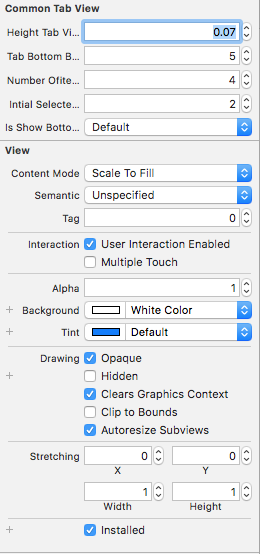 Common Tab View
Height Tab Vi... 0.07
Tab Bottom B... 5
Number Ofite... 4
Intial Selecte... 2
Is Show Botto... Default
View
Content Mode Scale To Fill
Semantic Unspecified
Tag 0
Interaction User Interaction Enabled
Multiple Touch
Alpha 1
+ Background White Color
+ Tint Default
Drawing Opaque
+ Hidden
Clears Graphics Context
Clip to Bounds
Autoresize Subviews
Stretching 0 0
X Y
1 1
Width Height
+ Installed